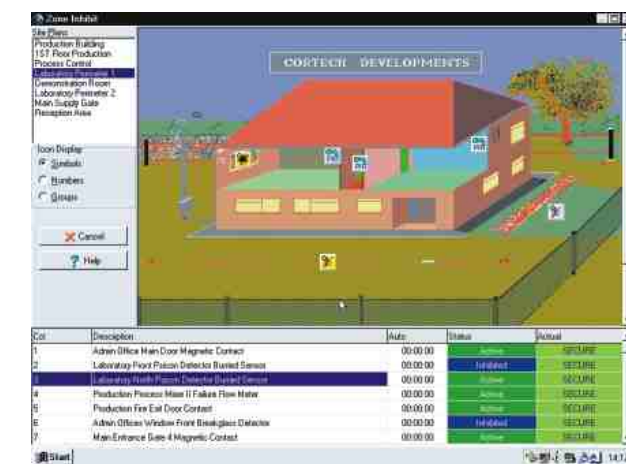 Zone Inhibit
Site Plans
Production Building
1ST Floor Production
Process Control
Laboratory Perimeter 1
Demonstration Room
Laboratory Perimeter 2
Main Supply Gate
Reception Area
Icon Display
Symbols
Numbers
Groups
Cancel
Help
CORTECH DEVELOPMENTS
Description Auto Status Actual
1 Admin Office Main Door Magnetic Contact 00:00:00 Active SECURE
2 Laboratory Front Poison Detector Buried Sensor 00:00:00 Inhibited SECURE
3 Laboratory North Poison Detector Buried Sensor 00:00:00 Active SECURE
4 Production Process Mixer II Failure Flow Meter 00:00:00 Active SECURE
5 Production Fire Exit Door Contact 00:00:00 Active SECURE
6 Admin Offices Window Front Breakglass Detector 00:00:00 Inhibited SECURE
7 Main Entrance Gate 4 Magnetic Contact 00:00:00 Active SECURE
Start